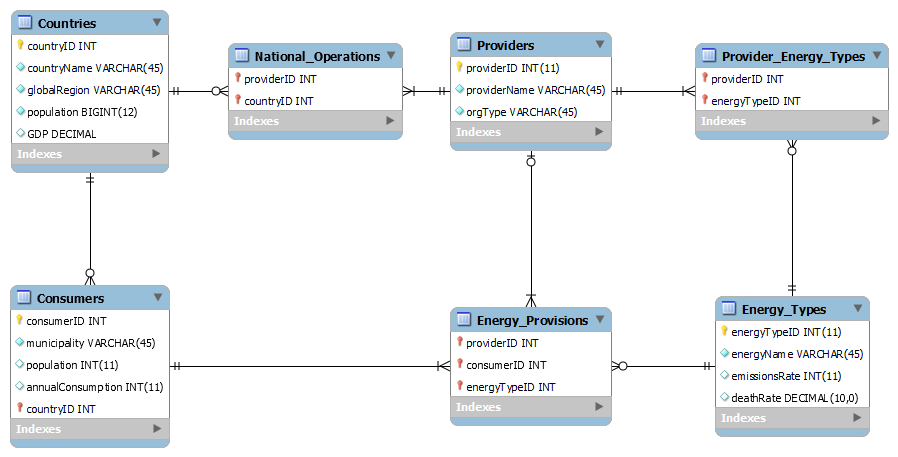 Countries
countryID INT
countryName VARCHAR(45)
globalRegion VARCHAR(45)
population BIGINT(12)
GDP DECIMAL
Indexes
National_Operations
providerID INT
countryID INT
Indexes
Providers
providerID INT(11)
providerName VARCHAR(45)
orgType VARCHAR(45)
Indexes
Provider_Energy_Types
providerID INT
energyTypeID INT
Indexes
Consumers
consumerID INT
municipality VARCHAR(45)
population INT(11)
annualConsumption INT(11)
countryID INT
Indexes
Energy_Provisions
providerID INT
consumerID INT
energyTypeID INT
Indexes
Energy_Types
energyTypeID INT(11)
energyName VARCHAR(45)
emissionsRate INT(11)
deathRate DECIMAL(10,0)
Indexes